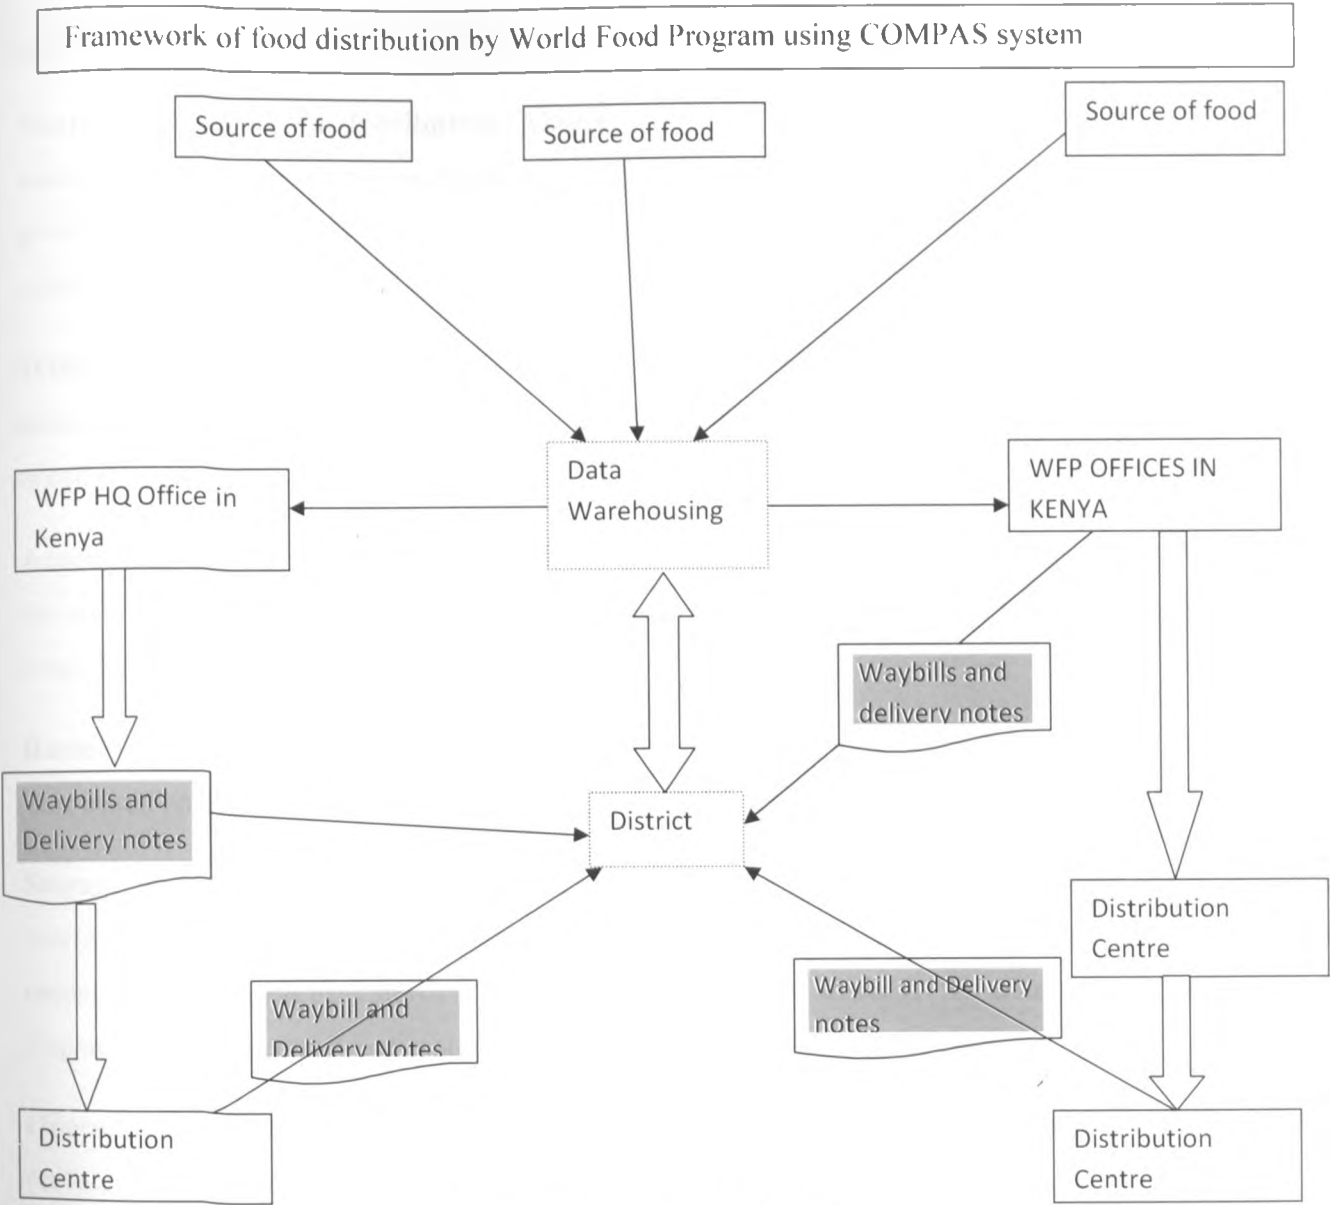 Framework of food distribution by World Food Program using COMPAS system
Source of food
Source of food
Source of food
Data
Warehousing
WFP HQ Office in
Kenya
WFP OFFICES IN
KENYA
Waybills and
delivery notes
Waybills and
Delivery notes
District
Distribution
Centre
Waybill and
Delivery Notes
Waybill and Delivery
notes
Distribution
Centre
Distribution
Centre